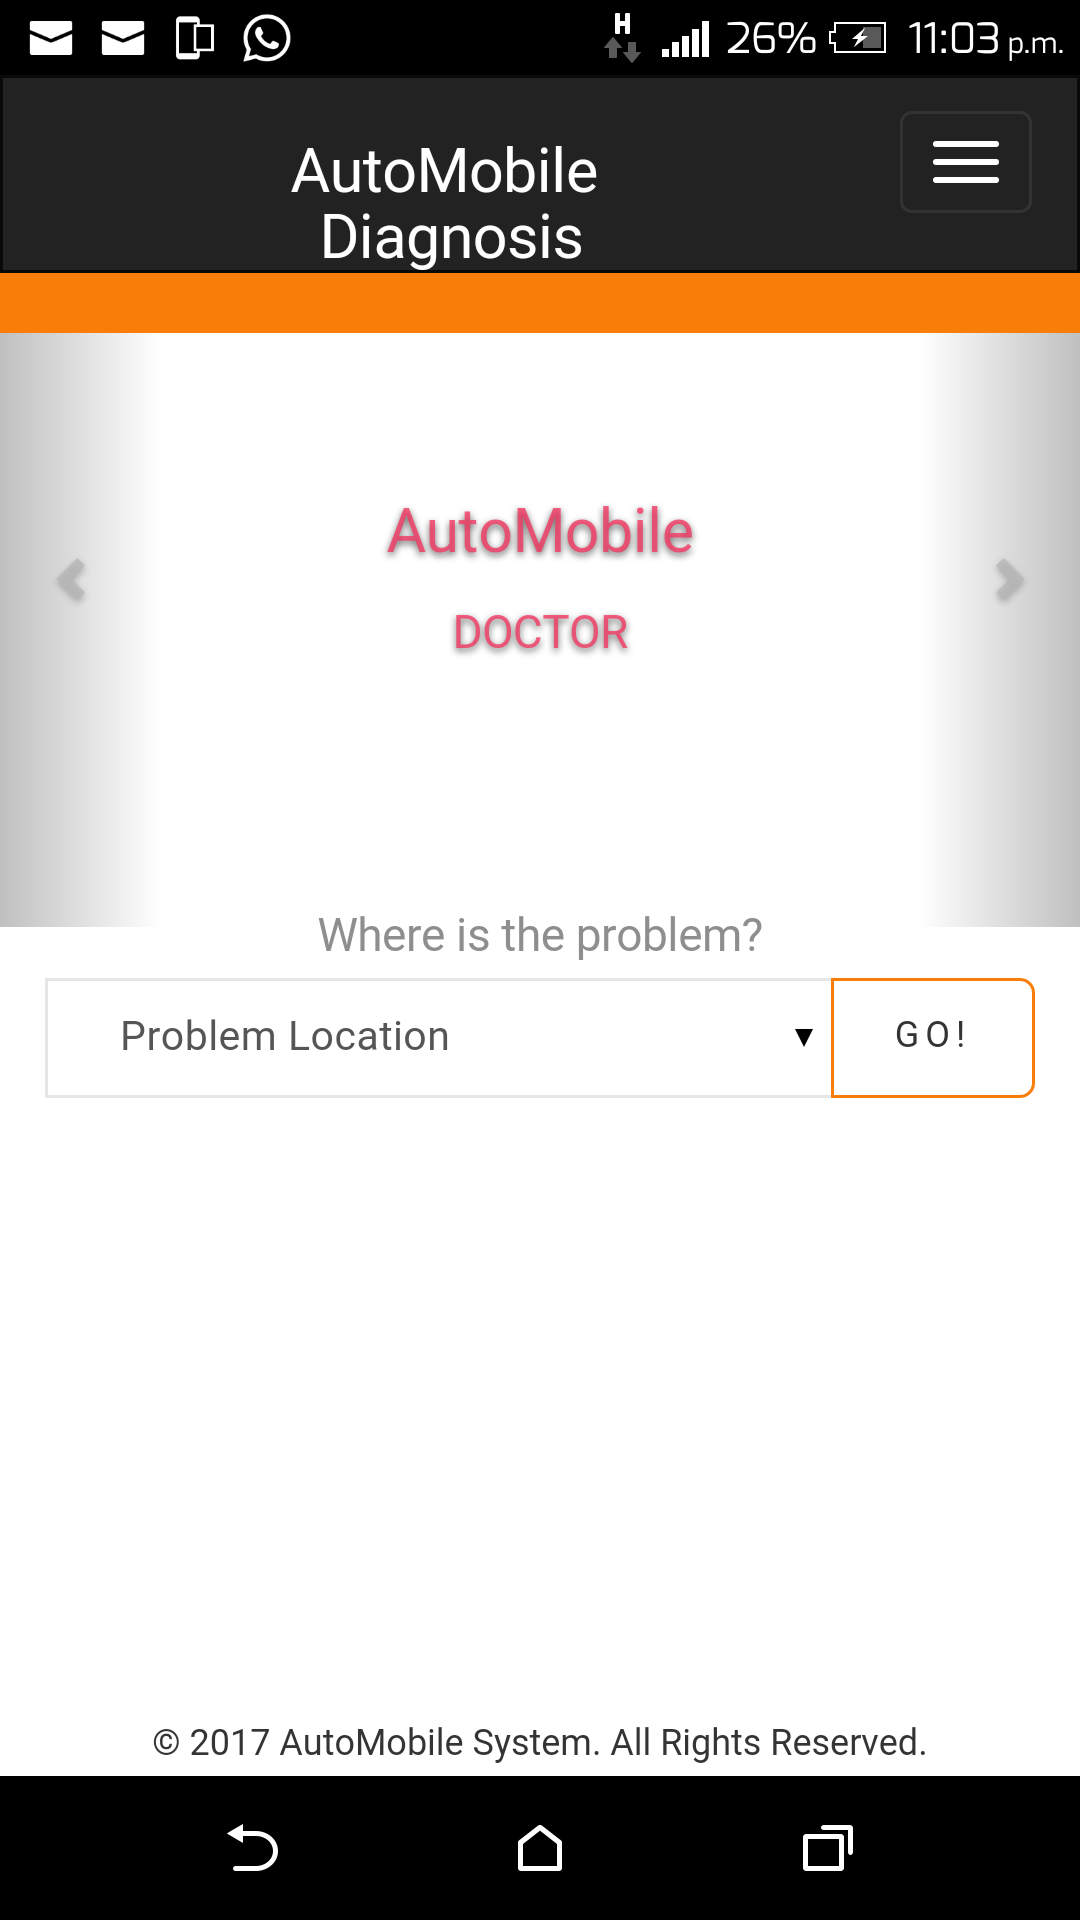 H 26% 11:03 p.m.
AutoMobile
Diagnosis
AutoMobile
DOCTOR
Where is the problem?
Problem Location GO!
© 2017 AutoMobile System. All Rights Reserved.